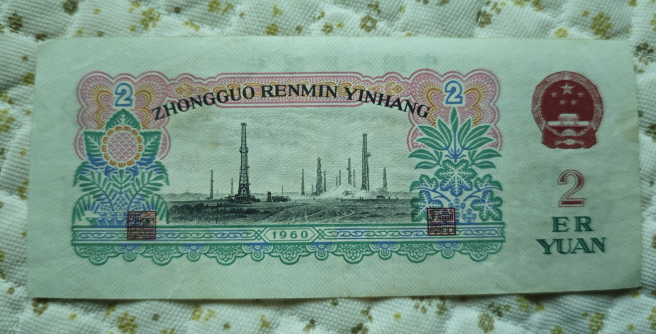 ZHONGGUO RENMIN YINHANG
2
2
1960
2
ER
YUAN